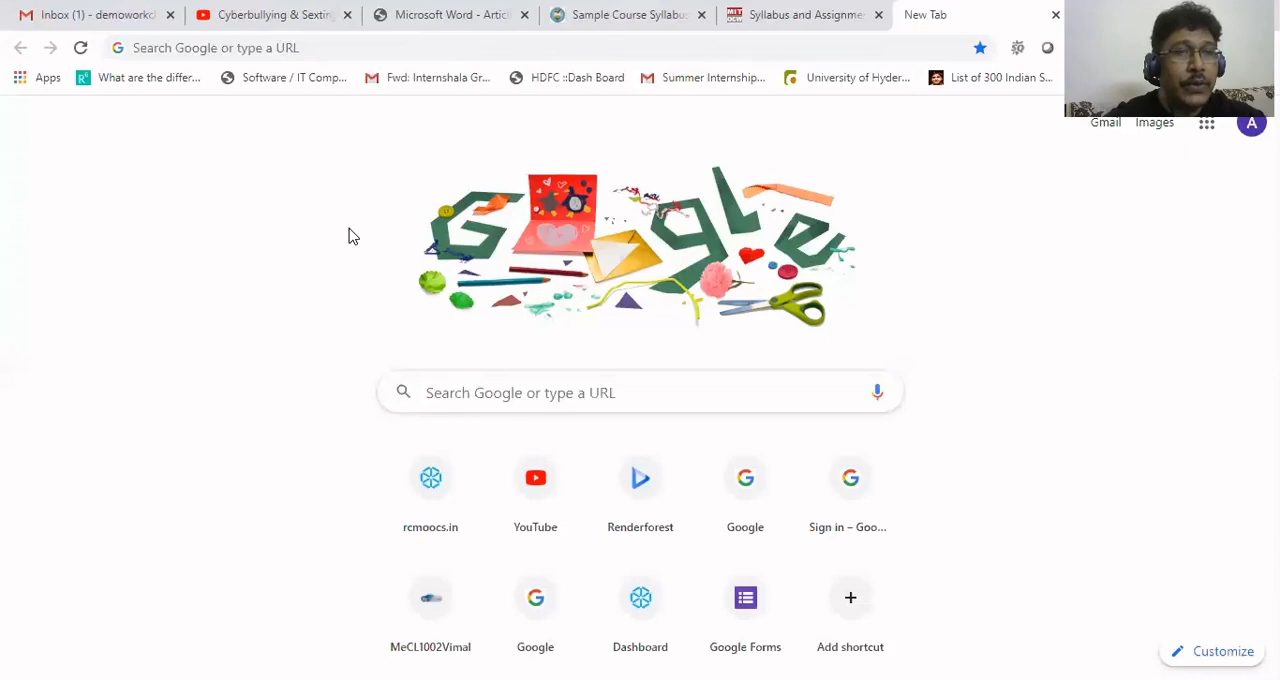 Inbox (1) - demoworkc
Cyberbullying & Sexting
Microsoft Word - Artic
Sample Course Syllabu
MIT OCW
Syllabus and Assignme
New Tab
Search Google or type a URL
Apps
What are the differ...
Software / IT Comp...
Fwd: Internshala Gr...
HDFC ::Dash Board
Summer Internship...
University of Hyder...
List of 300 Indian S...
Gmail
Images
A
Google
Search Google or type a URL
rcmoocs.in
YouTube
Renderforest
Google
Sign in – Goo...
MeCL1002Vimal
Google
Dashboard
Google Forms
Add shortcut
Customize